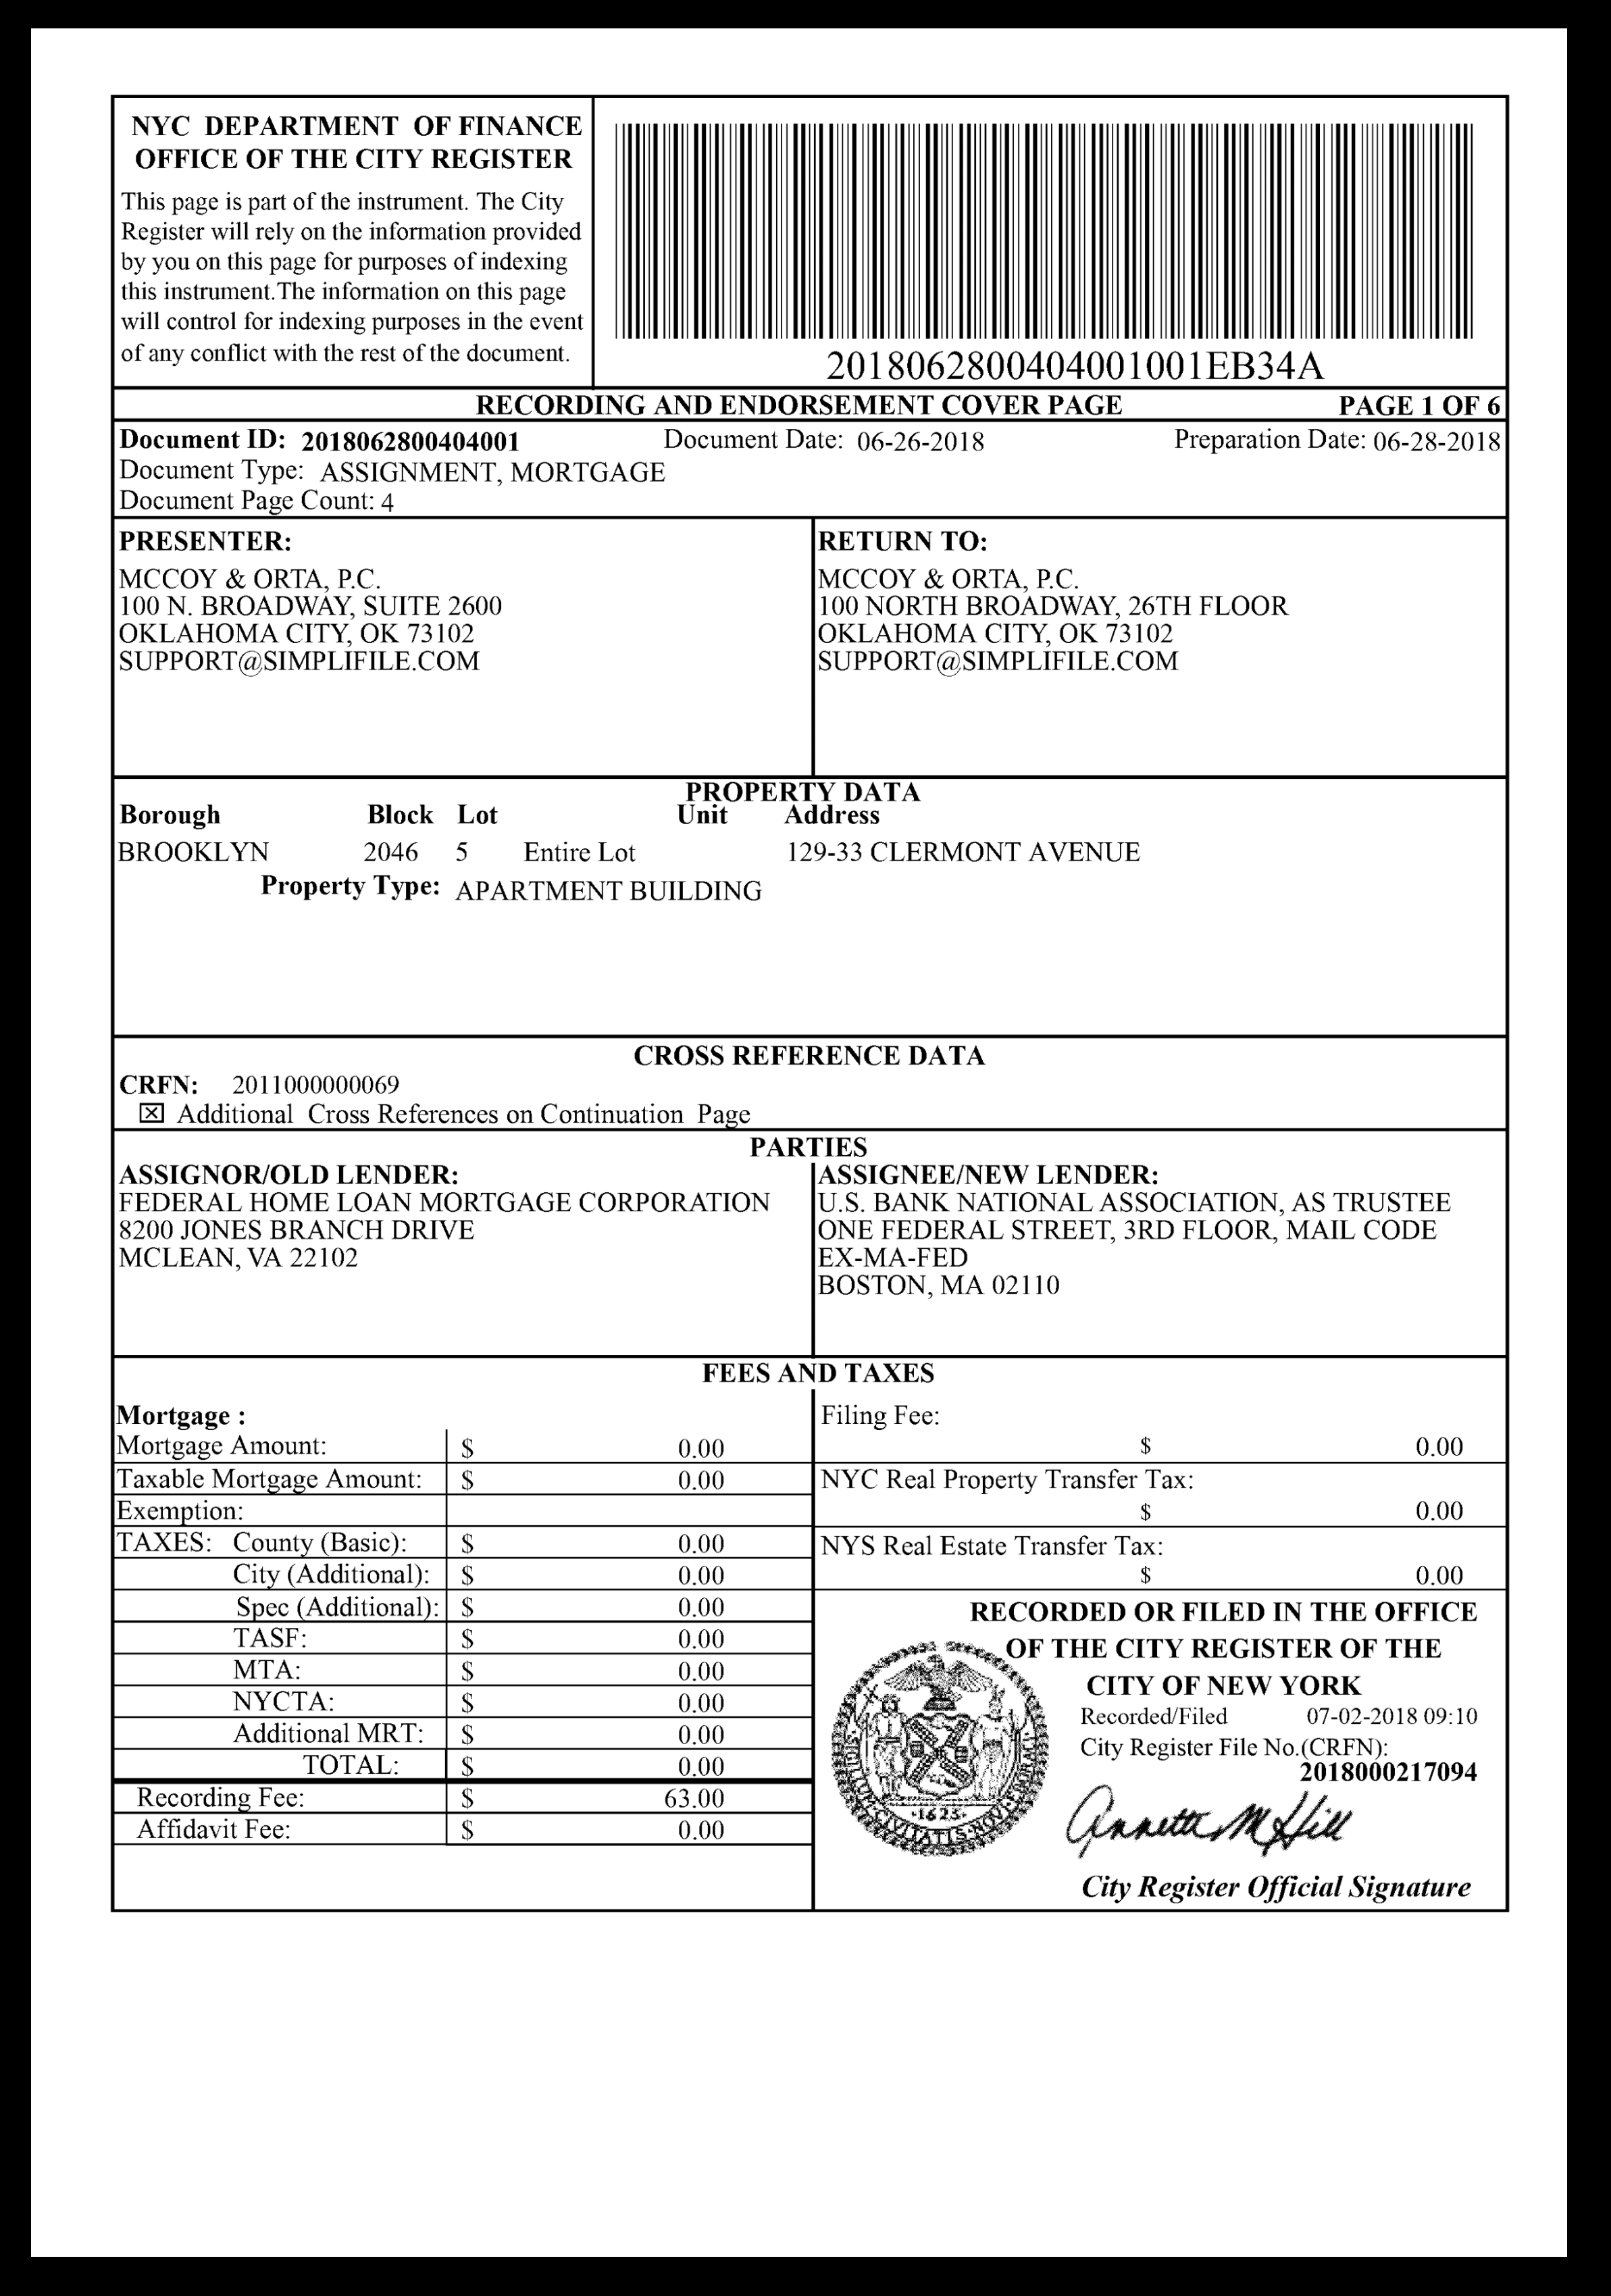 NYC DEPARTMENT OF FINANCE
OFFICE OF THE CITY REGISTER
This page is part of the instrument. The City
Register will rely on the information provided
by you on this page for purposes of indexing
this instrument.The information on this page
will control for indexing purposes in the event
of any conflict with the rest of the document.
2018062800404001001EB34A
RECORDING AND ENDORSEMENT COVER PAGE PAGE 1 OF 6
Document ID: 2018062800404001 Document Date: 06-26-2018 Preparation Date: 06-28-2018
Document Type: ASSIGNMENT, MORTGAGE
Document Page Count: 4
PRESENTER:
MCCOY & ORTA, P.C.
100 N. BROADWAY, SUITE 2600
OKLAHOMA CITY, OK 73102
SUPPORT@SIMPLIFILE.COM
RETURN TO:
MCCOY & ORTA, P.C.
100 NORTH BROADWAY, 26TH FLOOR
OKLAHOMA CITY, OK 73102
SUPPORT@SIMPLIFILE.COM
PROPERTY DATA
Borough Block Lot Unit Address
BROOKLYN 2046 5 Entire Lot 129-33 CLERMONT AVENUE
Property Type: APARTMENT BUILDING
CROSS REFERENCE DATA
CRFN: 2011000000069
☒ Additional Cross References on Continuation Page
PARTIES
ASSIGNOR/OLD LENDER:
FEDERAL HOME LOAN MORTGAGE CORPORATION
8200 JONES BRANCH DRIVE
MCLEAN, VA 22102
ASSIGNEE/NEW LENDER:
U.S. BANK NATIONAL ASSOCIATION, AS TRUSTEE
ONE FEDERAL STREET, 3RD FLOOR, MAIL CODE
EX-MA-FED
BOSTON, MA 02110
FEES AND TAXES
Mortgage :
Mortgage Amount: $ 0.00
Taxable Mortgage Amount: $ 0.00
Exemption:
TAXES: County (Basic): $ 0.00
City (Additional): $ 0.00
Spec (Additional): $ 0.00
TASF: $ 0.00
MTA: $ 0.00
NYCTA: $ 0.00
Additional MRT: $ 0.00
TOTAL: $ 0.00
Recording Fee: $ 63.00
Affidavit Fee: $ 0.00
Filing Fee:
$ 0.00
NYC Real Property Transfer Tax:
$ 0.00
NYS Real Estate Transfer Tax:
$ 0.00
RECORDED OR FILED IN THE OFFICE
OF THE CITY REGISTER OF THE
CITY OF NEW YORK
Recorded/Filed 07-02-2018 09:10
City Register File No.(CRFN):
2018000217094
·1625·
Annette M Hill
City Register Official Signature